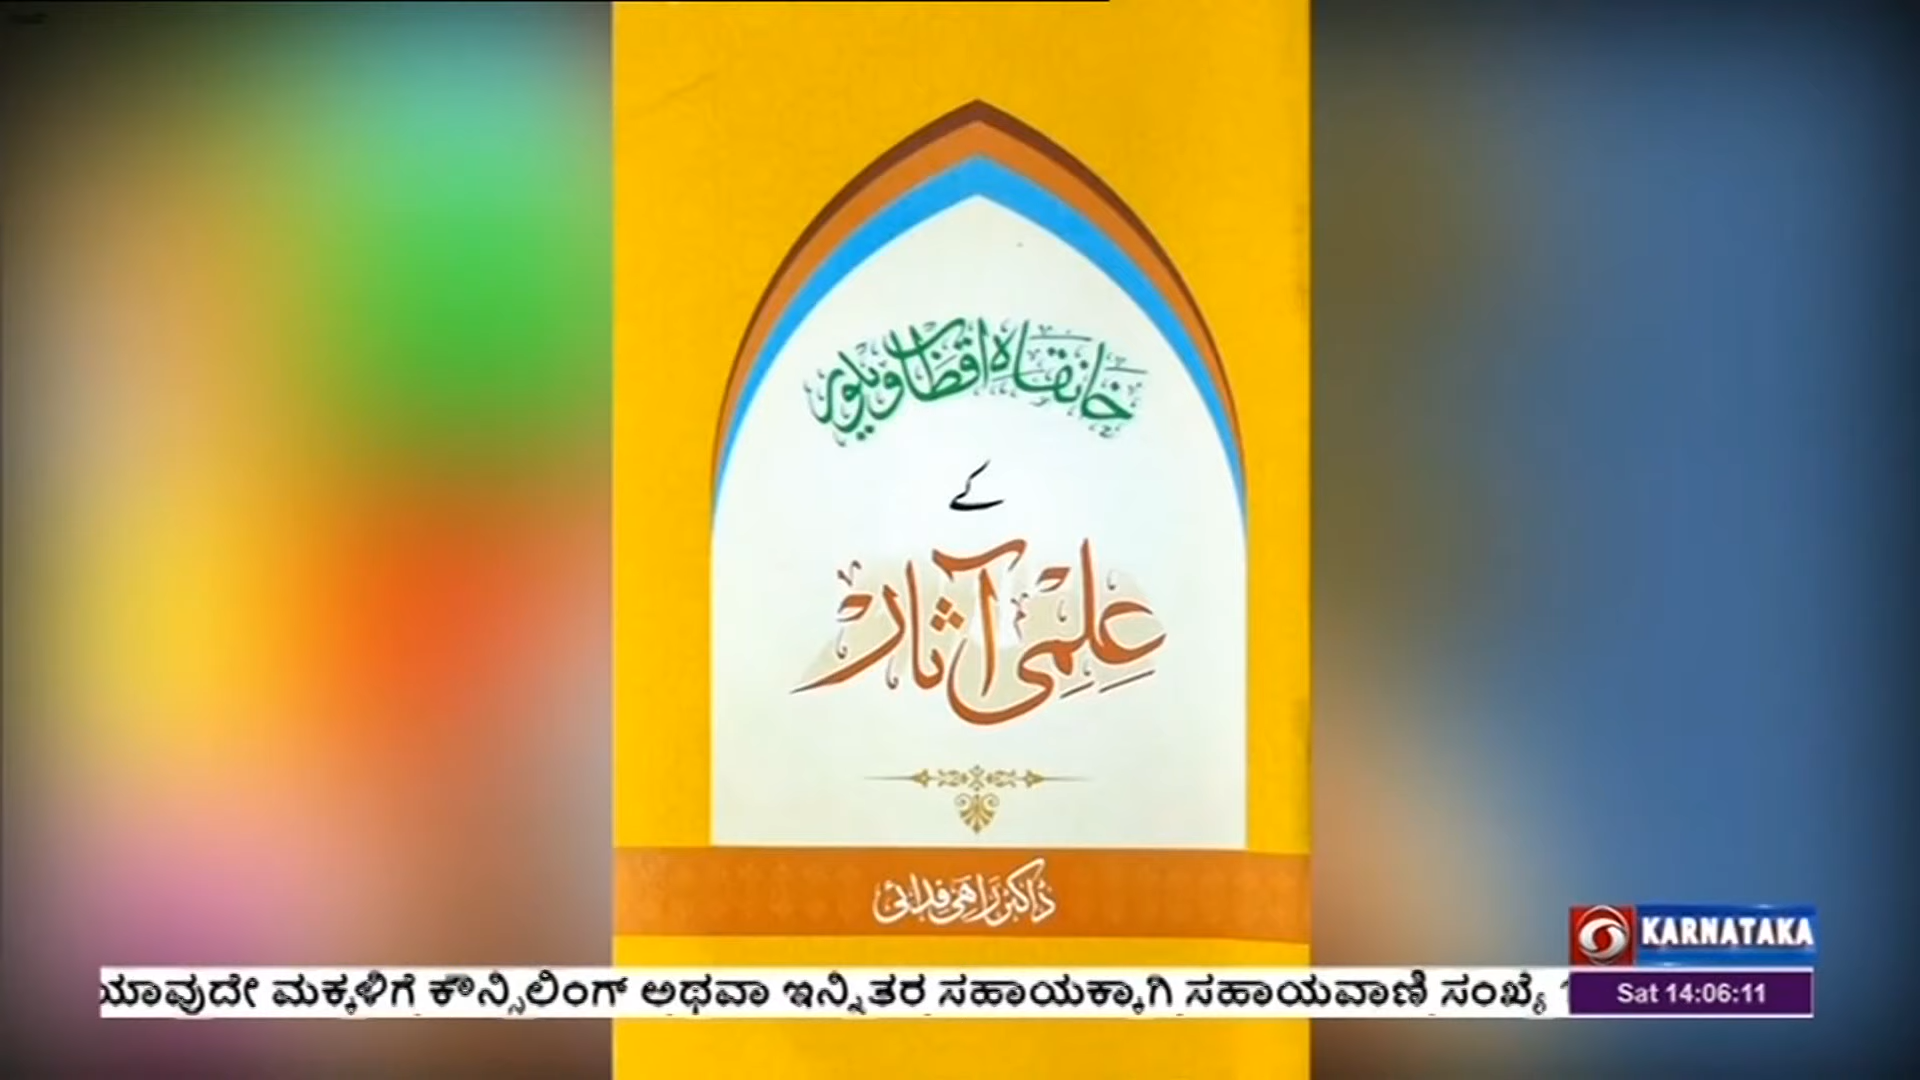 خانقاہ اقطاب ویلور
کے
علمی آثار
ڈاکٹر راہی فدائی
KARNATAKA
ಯಾವುದೇ ಮಕ್ಕಳಿಗೆ ಕೌನ್ಸಿಲಿಂಗ್ ಅಥವಾ ಇನ್ನಿತರ ಸಹಾಯಕ್ಕಾಗಿ ಸಹಾಯವಾಣಿ ಸಂಖ್ಯೆ
Sat 14:06:11